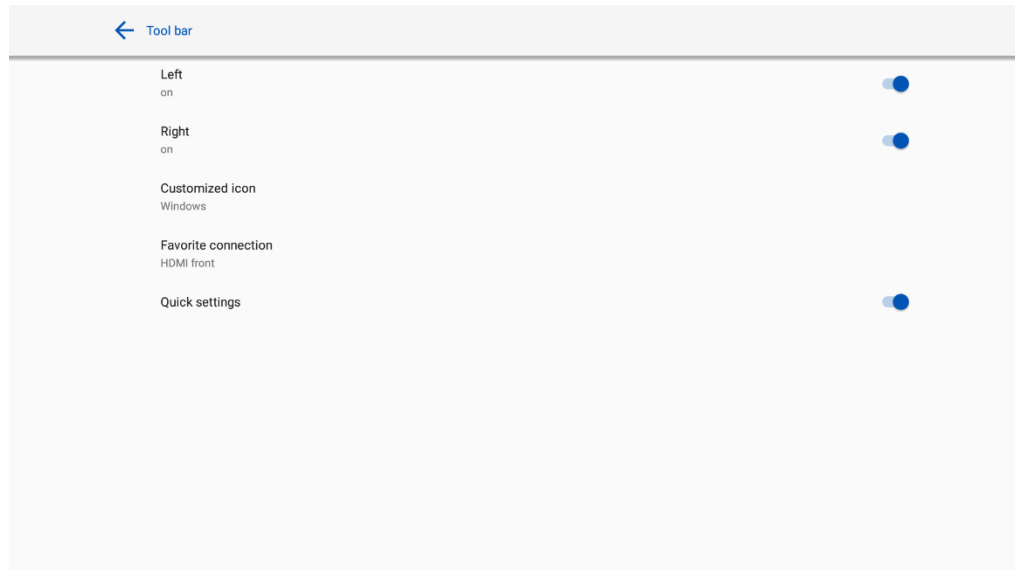 Tool bar
Left
on
Right
on
Customized icon
Windows
Favorite connection
HDMI front
Quick settings